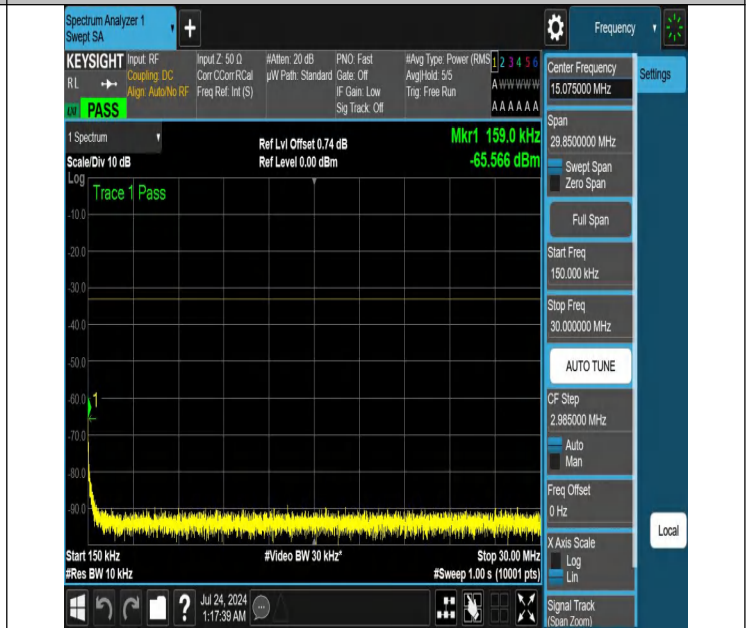 Spectrum Analyzer 1
Swept SA
+
Frequency
KEYSIGHT
RL
PASS
Input: RF
Coupling: DC
Align: Auto/No RF
Input Z: 50 Ω
Corr CCorr RCal
Freq Ref: Int (S)
#Atten: 20 dB
µW Path: Standard
PNO: Fast
Gate: Off
IF Gain: Low
Sig Track: Off
#Avg Type: Power (RMS
Avg|Hold: 5/5
Trig: Free Run
1 2 3 4 5 6
A W W W W W
A A A A A A
1 Spectrum
Scale/Div 10 dB
Ref Lvl Offset 0.74 dB
Ref Level 0.00 dBm
Mkr1 159.0 kHz
-65.566 dBm
Log
Trace 1 Pass
-10.0
-20.0
-30.0
-40.0
-50.0
-60.0
1
-70.0
-80.0
-90.0
Start 150 kHz
#Video BW 30 kHz*
Stop 30.00 MHz
#Res BW 10 kHz
#Sweep 1.00 s (10001 pts)
Jul 24, 2024
1:17:39 AM
Center Frequency
15.075000 MHz
Settings
Span
29.8500000 MHz
Swept Span
Zero Span
Full Span
Start Freq
150.000 kHz
Stop Freq
30.000000 MHz
AUTO TUNE
CF Step
2.985000 MHz
Auto
Man
Freq Offset
0 Hz
X Axis Scale
Log
Lin
Local
Signal Track
(Span Zoom)